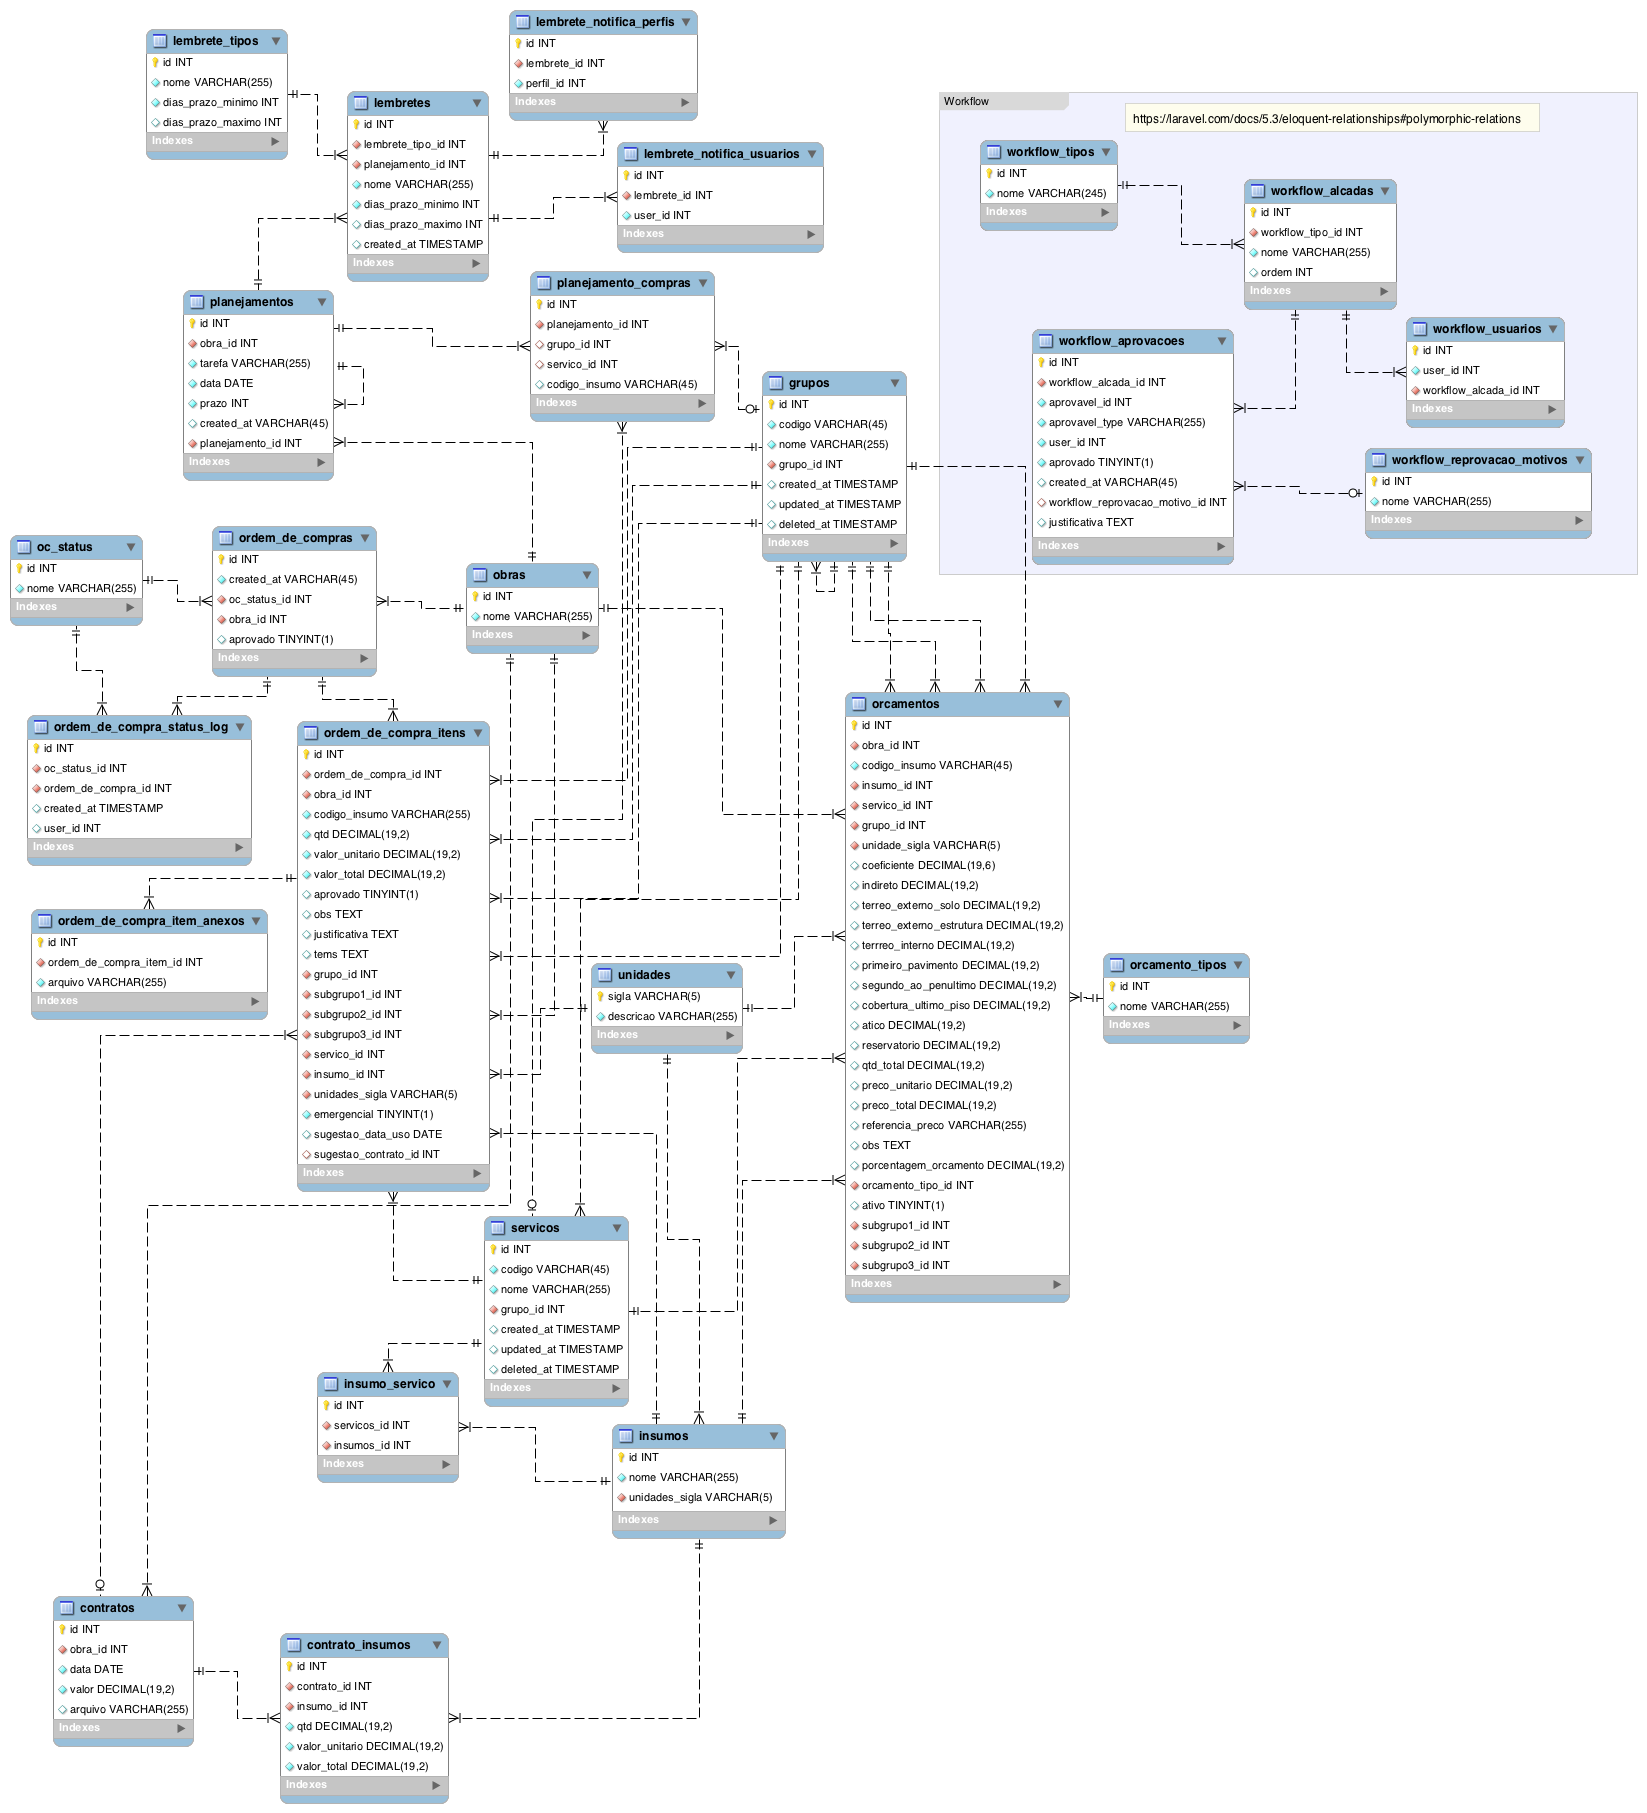 lembrete_tipos
id INT
nome VARCHAR(255)
dias_prazo_minimo INT
dias_prazo_maximo INT
Indexes
lembretes
id INT
lembrete_tipo_id INT
planejamento_id INT
nome VARCHAR(255)
dias_prazo_minimo INT
dias_prazo_maximo INT
created_at TIMESTAMP
Indexes
lembrete_notifica_perfis
id INT
lembrete_id INT
perfil_id INT
Indexes
lembrete_notifica_usuarios
id INT
lembrete_id INT
user_id INT
Indexes
Workflow
https://laravel.com/docs/5.3/eloquent-relationships#polymorphic-relations
workflow_tipos
id INT
nome VARCHAR(245)
Indexes
workflow_alcadas
id INT
workflow_tipo_id INT
nome VARCHAR(255)
ordem INT
Indexes
workflow_usuarios
id INT
user_id INT
workflow_alcada_id INT
Indexes
workflow_aprovacoes
id INT
workflow_alcada_id INT
aprovavel_id INT
aprovavel_type VARCHAR(255)
user_id INT
aprovado TINYINT(1)
created_at VARCHAR(45)
workflow_reprovacao_motivo_id INT
justificativa TEXT
Indexes
workflow_reprovacao_motivos
id INT
nome VARCHAR(255)
Indexes
planejamentos
id INT
obra_id INT
tarefa VARCHAR(255)
data DATE
prazo INT
created_at VARCHAR(45)
planejamento_id INT
Indexes
planejamento_compras
id INT
planejamento_id INT
grupo_id INT
servico_id INT
codigo_insumo VARCHAR(45)
Indexes
grupos
id INT
codigo VARCHAR(45)
nome VARCHAR(255)
grupo_id INT
created_at TIMESTAMP
updated_at TIMESTAMP
deleted_at TIMESTAMP
Indexes
oc_status
id INT
nome VARCHAR(255)
Indexes
ordem_de_compras
id INT
created_at VARCHAR(45)
oc_status_id INT
obra_id INT
aprovado TINYINT(1)
Indexes
obras
id INT
nome VARCHAR(255)
Indexes
ordem_de_compra_status_log
id INT
oc_status_id INT
ordem_de_compra_id INT
created_at TIMESTAMP
user_id INT
Indexes
ordem_de_compra_item_anexos
id INT
ordem_de_compra_item_id INT
arquivo VARCHAR(255)
Indexes
ordem_de_compra_itens
id INT
ordem_de_compra_id INT
obra_id INT
codigo_insumo VARCHAR(255)
qtd DECIMAL(19,2)
valor_unitario DECIMAL(19,2)
valor_total DECIMAL(19,2)
aprovado TINYINT(1)
obs TEXT
justificativa TEXT
tems TEXT
grupo_id INT
subgrupo1_id INT
subgrupo2_id INT
subgrupo3_id INT
servico_id INT
insumo_id INT
unidades_sigla VARCHAR(5)
emergencial TINYINT(1)
sugestao_data_uso DATE
sugestao_contrato_id INT
Indexes
unidades
sigla VARCHAR(5)
descricao VARCHAR(255)
Indexes
orcamentos
id INT
obra_id INT
codigo_insumo VARCHAR(45)
insumo_id INT
servico_id INT
grupo_id INT
unidade_sigla VARCHAR(5)
coeficiente DECIMAL(19,6)
indireto DECIMAL(19,2)
terreo_externo_solo DECIMAL(19,2)
terreo_externo_estrutura DECIMAL(19,2)
terrreo_interno DECIMAL(19,2)
primeiro_pavimento DECIMAL(19,2)
segundo_ao_penultimo DECIMAL(19,2)
cobertura_ultimo_piso DECIMAL(19,2)
atico DECIMAL(19,2)
reservatorio DECIMAL(19,2)
qtd_total DECIMAL(19,2)
preco_unitario DECIMAL(19,2)
preco_total DECIMAL(19,2)
referencia_preco VARCHAR(255)
obs TEXT
porcentagem_orcamento DECIMAL(19,2)
orcamento_tipo_id INT
ativo TINYINT(1)
subgrupo1_id INT
subgrupo2_id INT
subgrupo3_id INT
Indexes
orcamento_tipos
id INT
nome VARCHAR(255)
Indexes
servicos
id INT
codigo VARCHAR(45)
nome VARCHAR(255)
grupo_id INT
created_at TIMESTAMP
updated_at TIMESTAMP
deleted_at TIMESTAMP
Indexes
insumo_servico
id INT
servicos_id INT
insumos_id INT
Indexes
insumos
id INT
nome VARCHAR(255)
unidades_sigla VARCHAR(5)
Indexes
contratos
id INT
obra_id INT
data DATE
valor DECIMAL(19,2)
arquivo VARCHAR(255)
Indexes
contrato_insumos
id INT
contrato_id INT
insumo_id INT
qtd DECIMAL(19,2)
valor_unitario DECIMAL(19,2)
valor_total DECIMAL(19,2)
Indexes